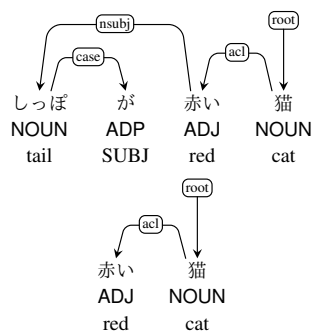 nsubj
root
case
acl
しっぽ が 赤い 猫
NOUN ADP ADJ NOUN
tail SUBJ red cat
root
acl
赤い 猫
ADJ NOUN
red cat